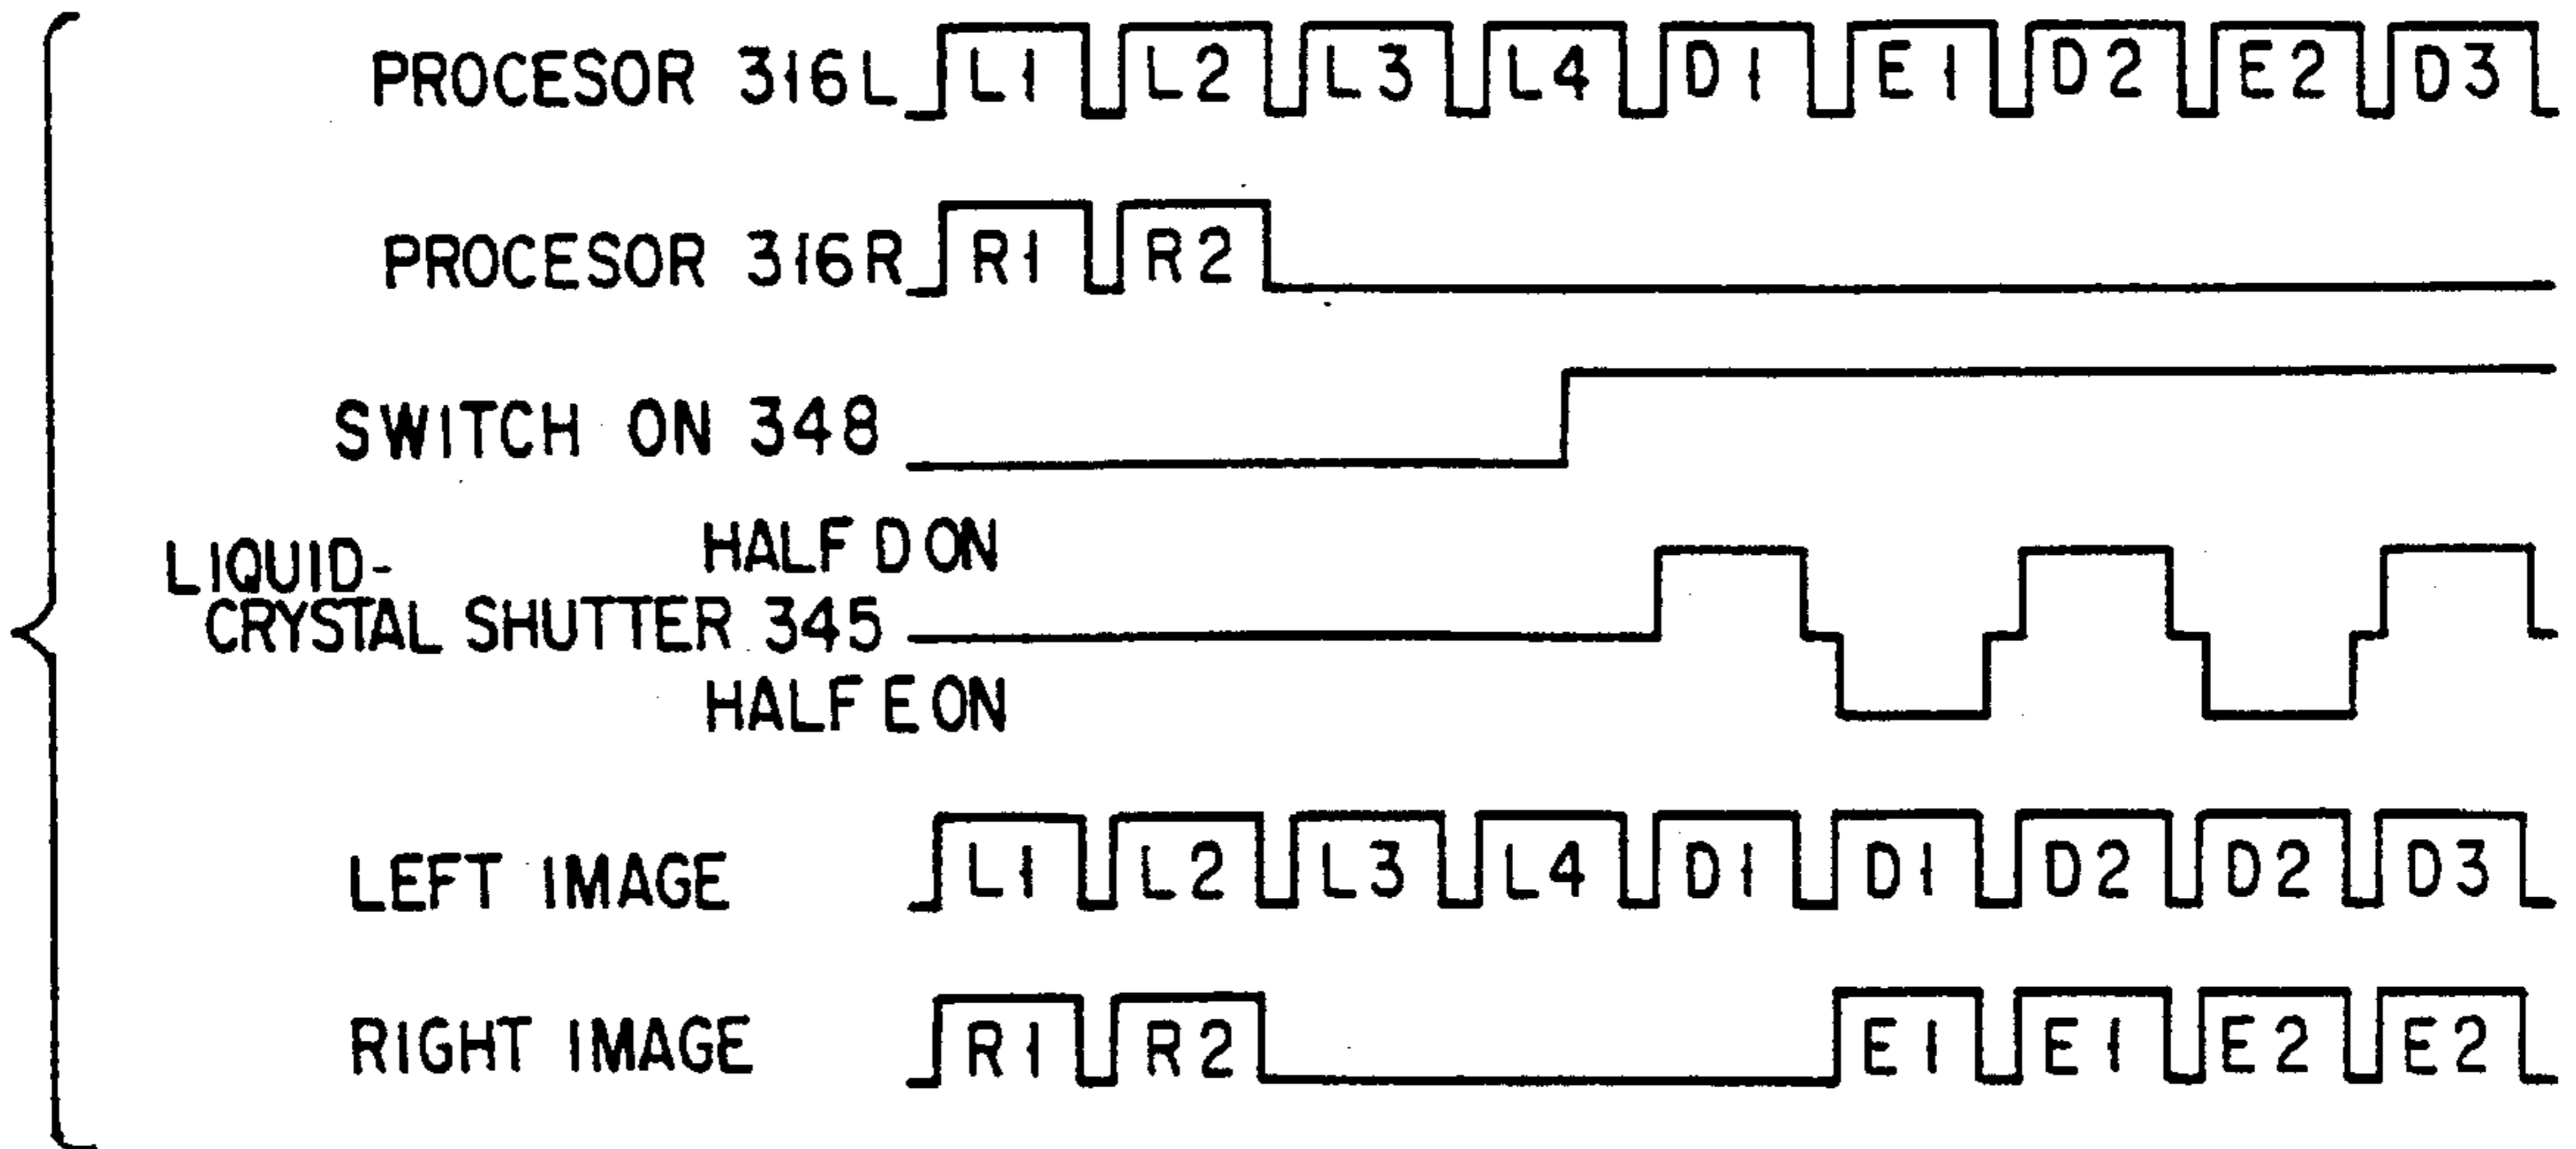 PROCESOR 316L L1 L2 L3 L4 D1 E1 D2 E2 D3
PROCESOR 316R R1 R2
SWITCH ON 348
HALF D ON
LIQUID-
CRYSTAL SHUTTER 345
HALF E ON
LEFT IMAGE L1 L2 L3 L4 D1 D1 D2 D2 D3
RIGHT IMAGE R1 R2 E1 E1 E2 E2